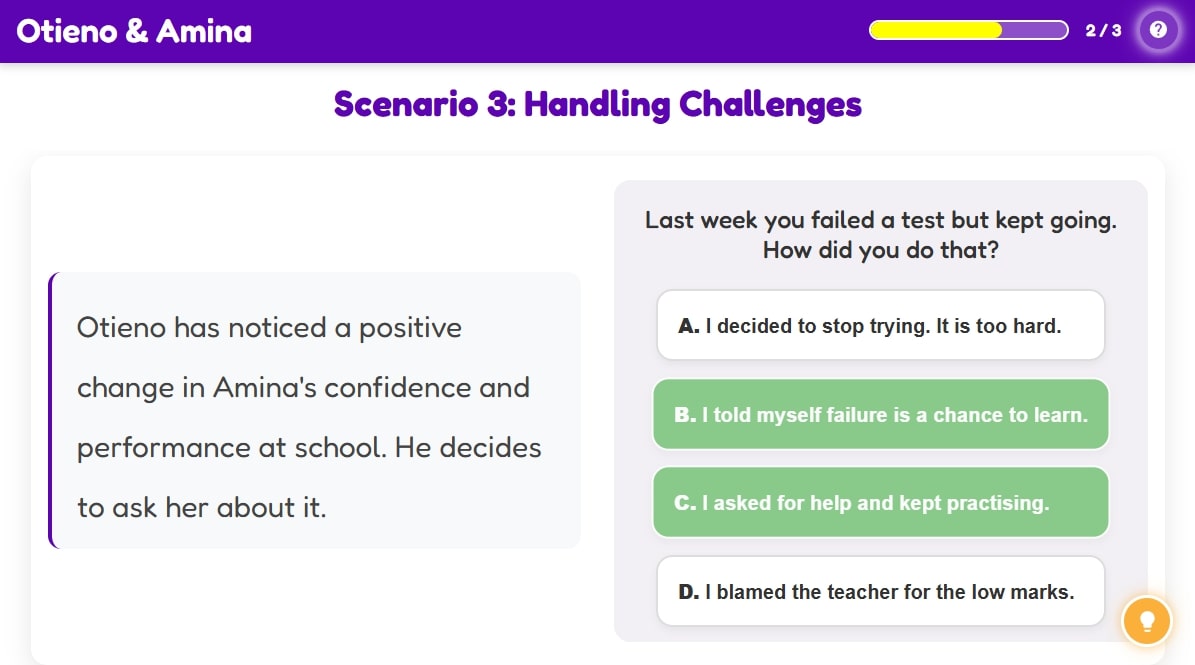 Otieno & Amina
2 / 3
?
Scenario 3: Handling Challenges
Otieno has noticed a positive
change in Amina's confidence and
performance at school. He decides
to ask her about it.
Last week you failed a test but kept going.
How did you do that?
A. I decided to stop trying. It is too hard.
B. I told myself failure is a chance to learn.
C. I asked for help and kept practising.
D. I blamed the teacher for the low marks.